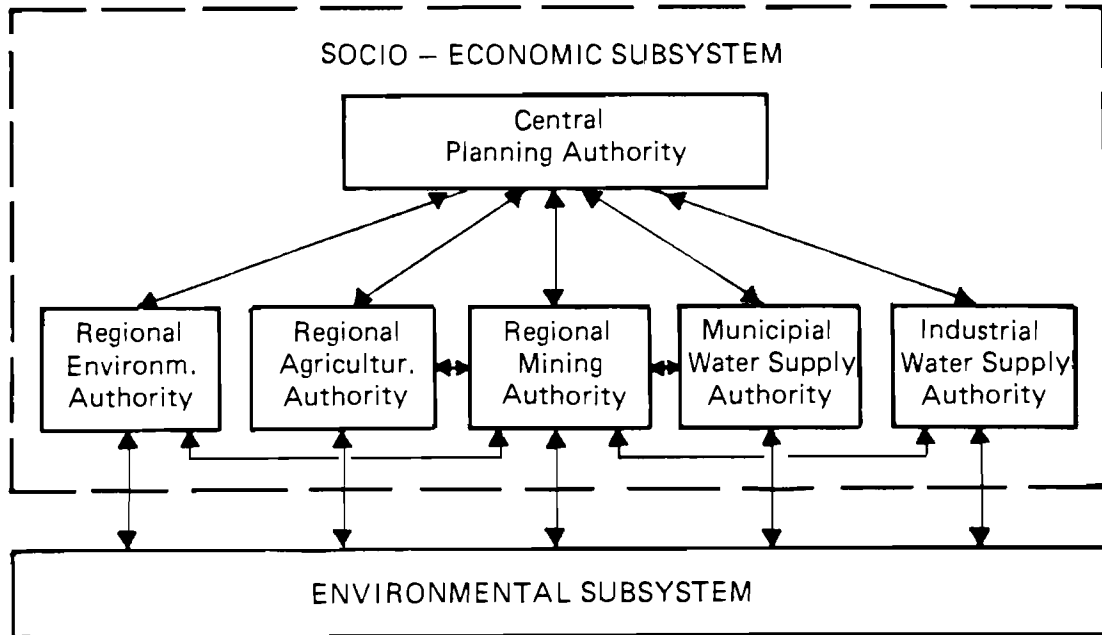 SOCIO – ECONOMIC SUBSYSTEM
Central
Planning Authority
Regional
Environm.
Authority
Regional
Agricultur.
Authority
Regional
Mining
Authority
Municipial
Water Supply
Authority
Industrial
Water Supply
Authority
ENVIRONMENTAL SUBSYSTEM